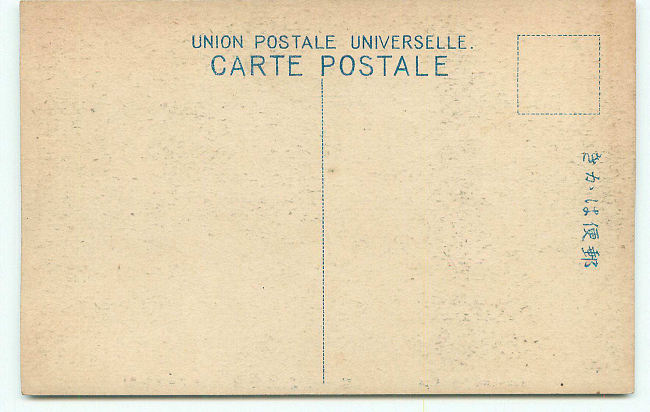 UNION POSTALE UNIVERSELLE.
CARTE POSTALE
郵便はかき